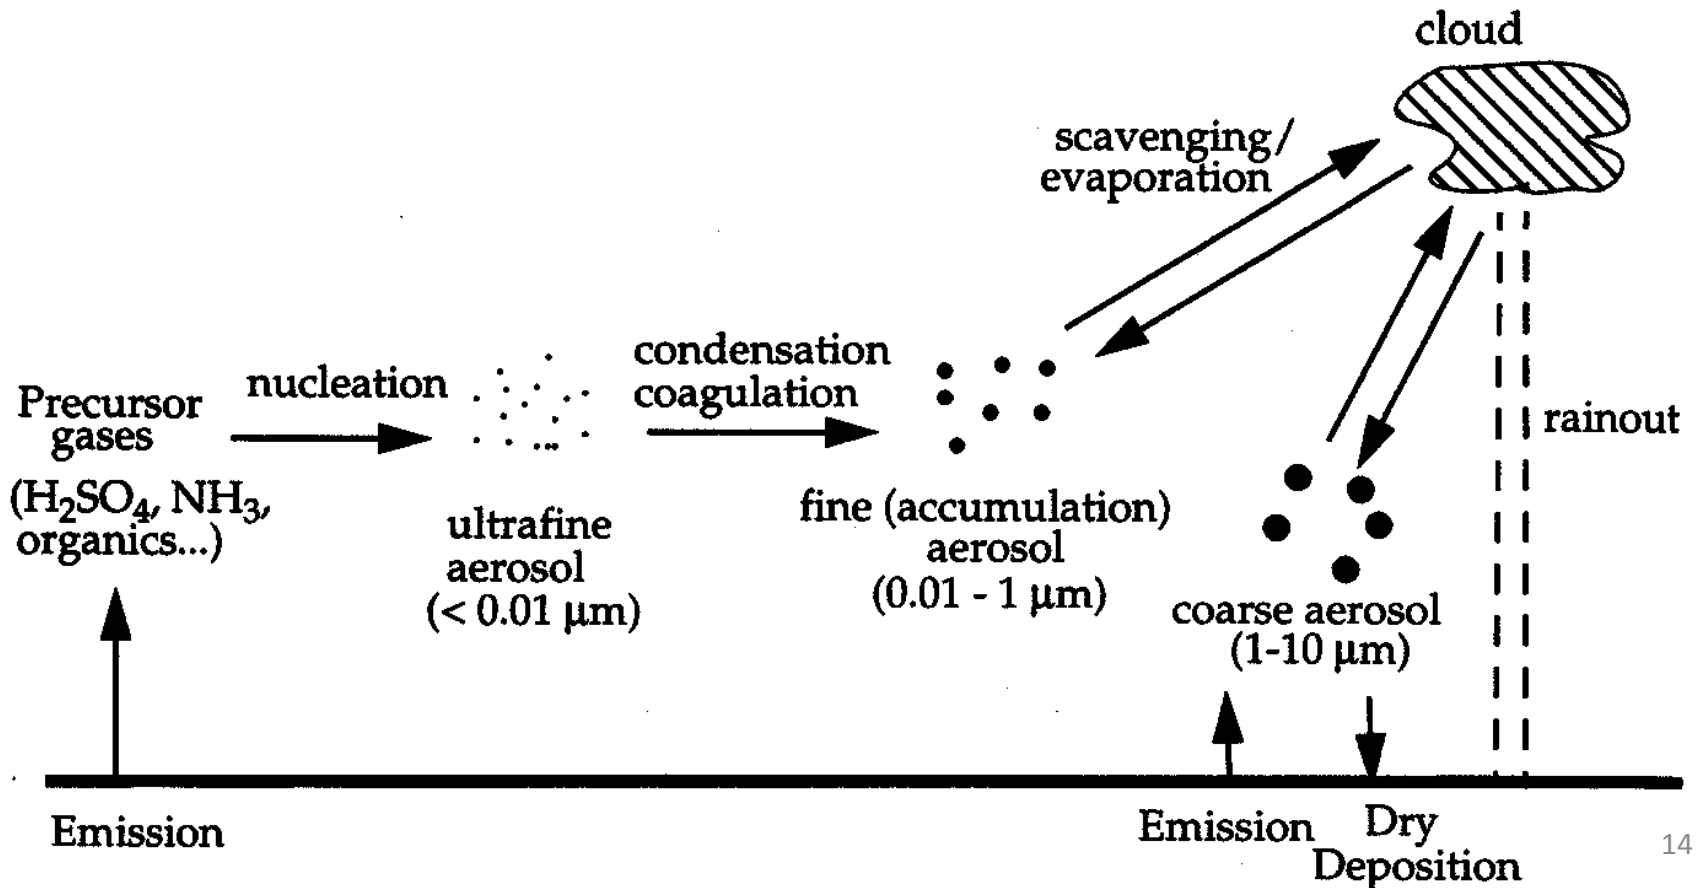 cloud
scavenging/
evaporation
condensation
coagulation
nucleation
Precursor
gases
(H₂SO₄, NH₃,
organics...)
ultrafine
aerosol
(< 0.01 μm)
fine (accumulation)
aerosol
(0.01 - 1 μm)
coarse aerosol
(1-10 μm)
rainout
Emission
Emission
Dry
Deposition
14